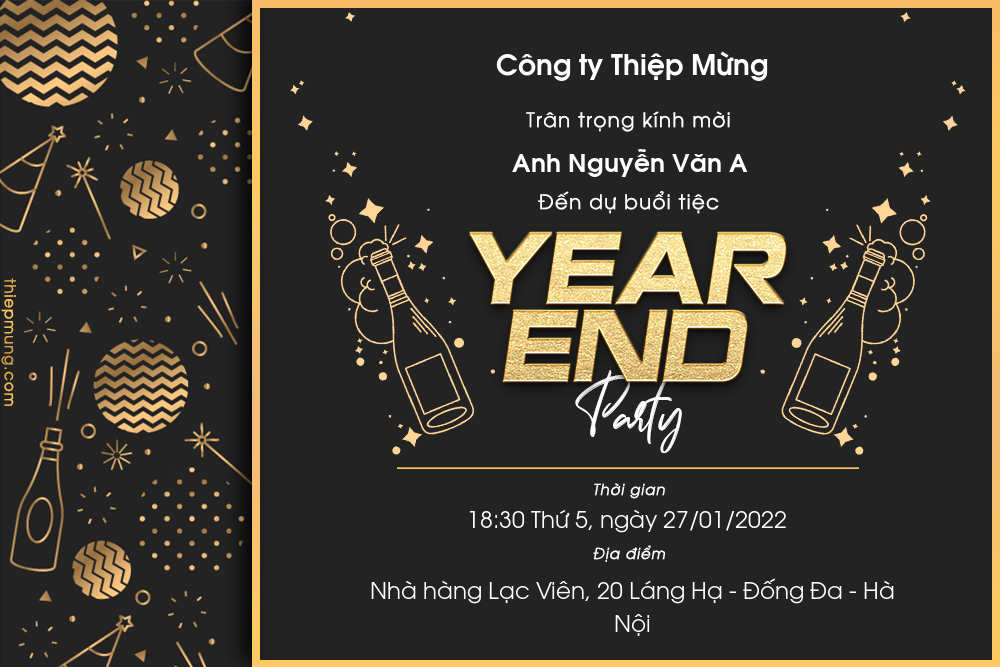 Công ty Thiệp Mừng
Trân trọng kính mời
Anh Nguyễn Văn A
Đến dự buổi tiệc
YEAR
END
Party
Thời gian
18:30 Thứ 5, ngày 27/01/2022
Địa điểm
Nhà hàng Lạc Viên, 20 Láng Hạ - Đống Đa - Hà
Nội
thiepmung.com